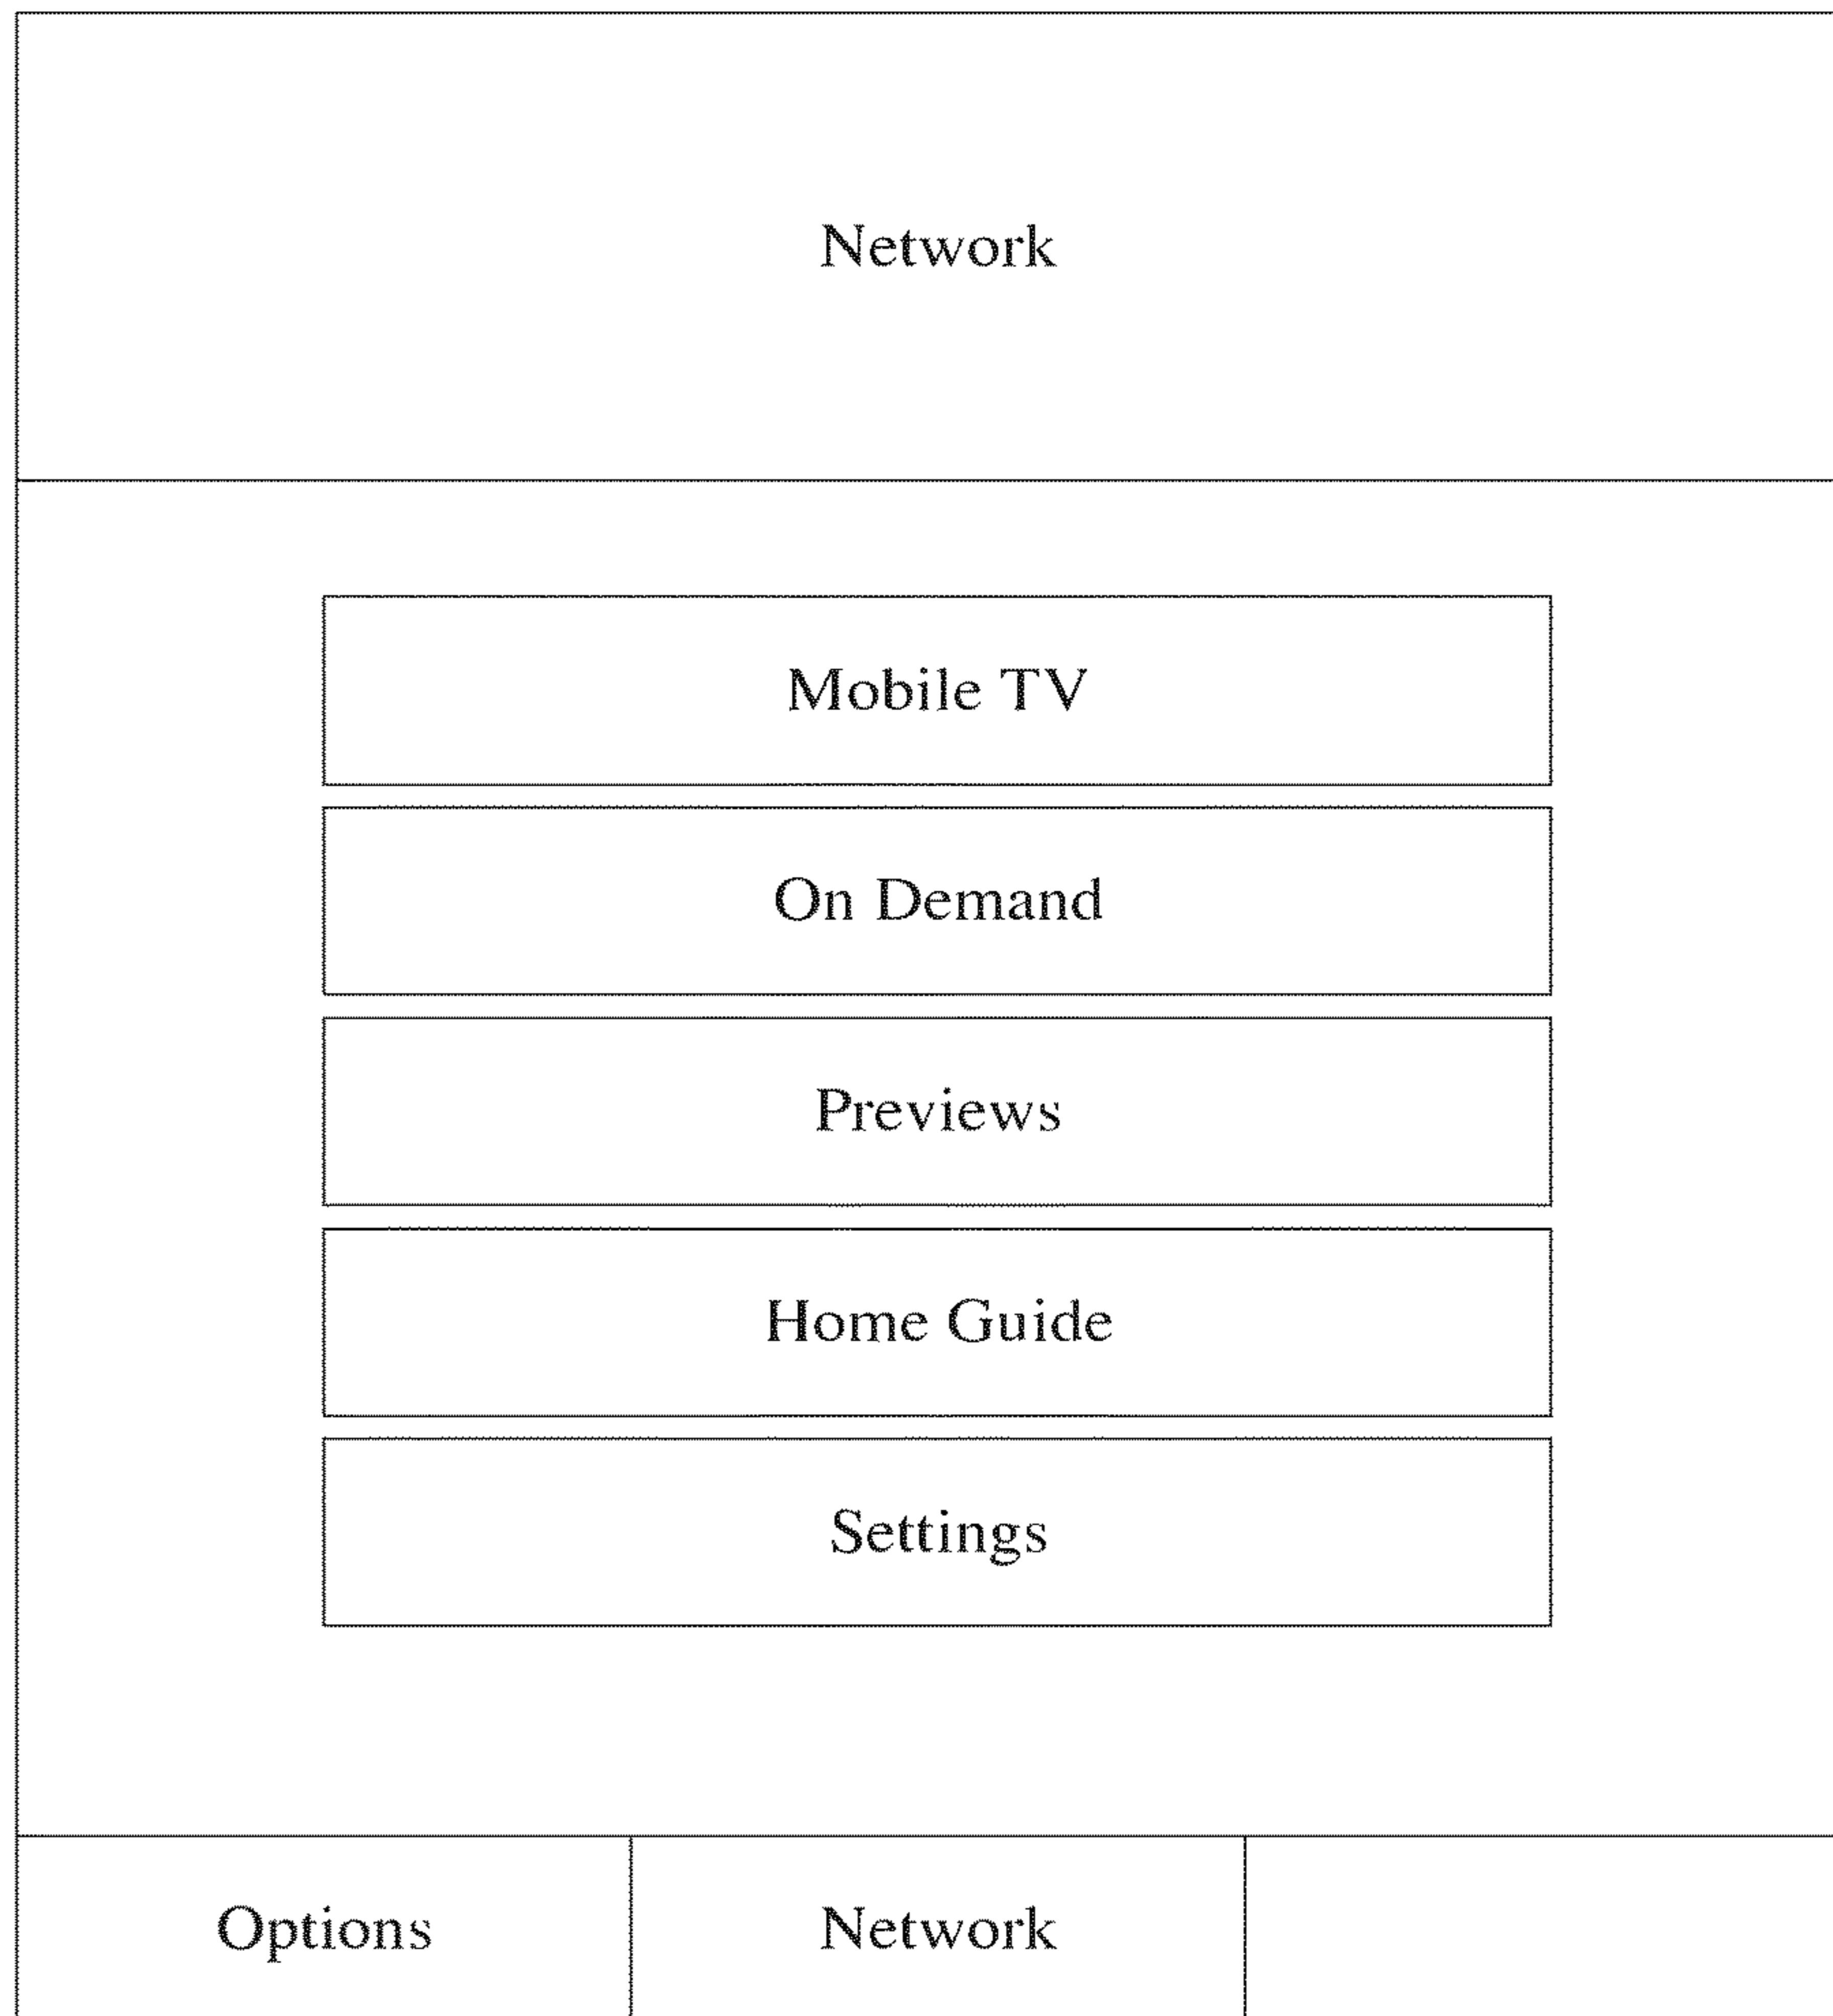 Network
Mobile TV
On Demand
Previews
Home Guide
Settings
Options
Network